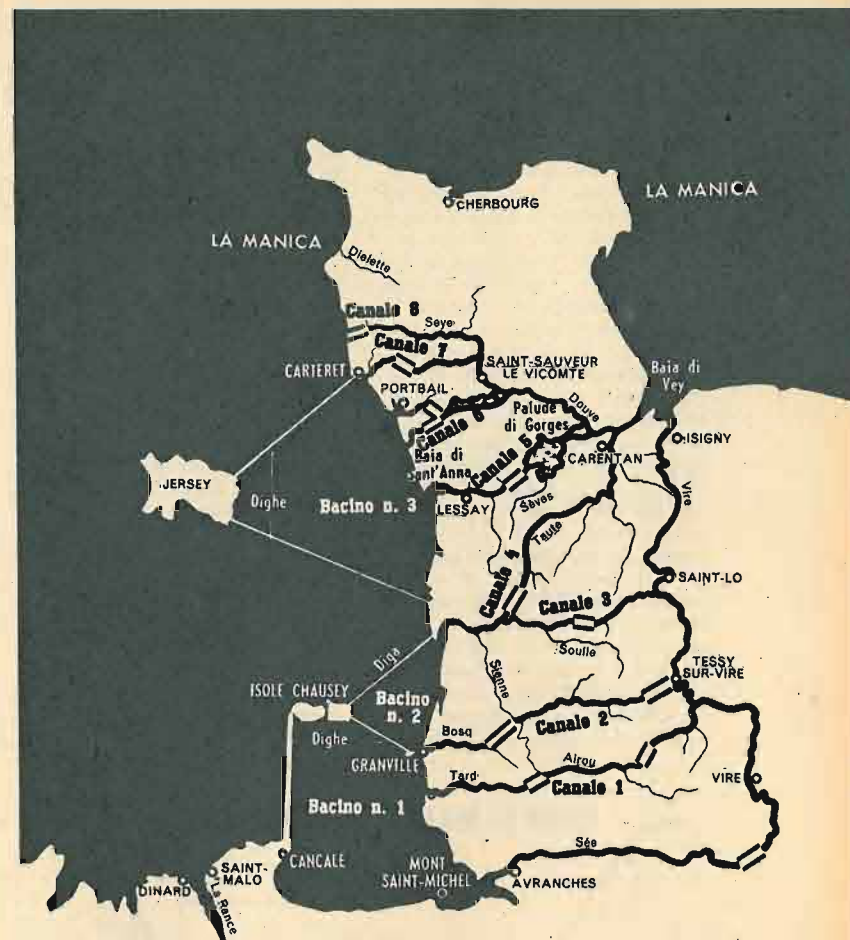 CHERBOURG
LA MANICA
LA MANICA
Dielette
Canale 8
Seye
Canale 7
CARTERET
SAINT-SAUVEUR
LE VICOMTE
Baia di
Vey
PORTBAIL
Palude
di Gorges
Douve
Canale 6
ISIGNY
CARENTAN
Baia di
Sant'Anna
Canale 5
JERSEY
Dighe
Bacino n. 3
LESSAY
Sèves
Vire
Taute
SAINT-LO
Canale 4
Canale 3
Soulle
Diga
Sienne
TESSY
SUR-VIRE
ISOLE CHAUSEY
Bacino
n. 2
Dighe
Bosq
Canale 2
GRANVILLE
Airou
Tard
Canale 1
VIRE
Bacino n. 1
Sée
CANCALE
MONT
SAINT-MICHEL
SAINT-
MALO
DINARD
La Rance
AVRANCHES